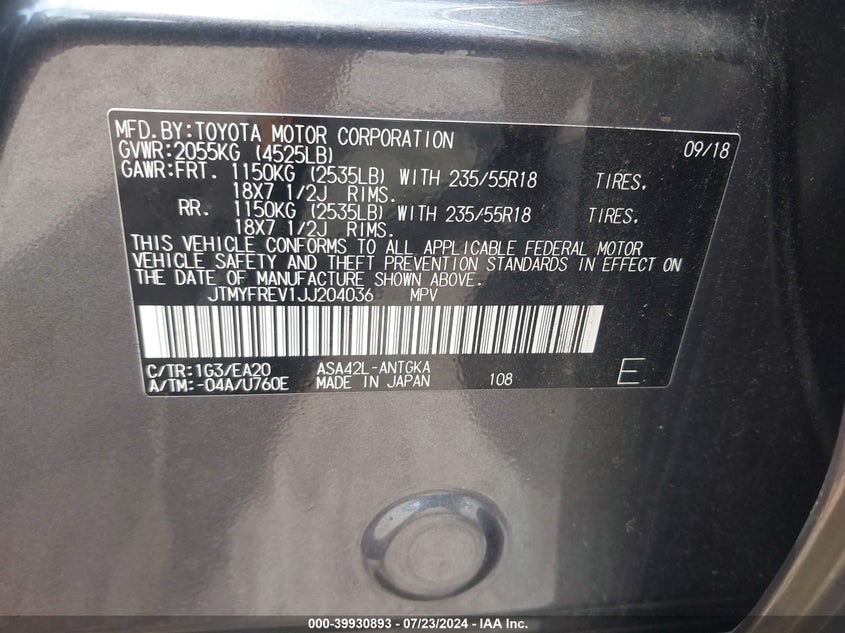 MFD.BY:TOYOTA MOTOR CORPORATION 09/18
GVWR:2055KG (4525LB)
GAWR:FRT. 1150KG (2535LB) WITH 235/55R18 TIRES.
18X7 1/2J RIMS.
RR. 1150KG (2535LB) WITH 235/55R18 TIRES.
18X7 1/2J RIMS.
THIS VEHICLE CONFORMS TO ALL APPLICABLE FEDERAL MOTOR
VEHICLE SAFETY AND THEFT PREVENTION STANDARDS IN EFFECT ON
THE DATE OF MANUFACTURE SHOWN ABOVE.
JTMYFREV1JJ204036 MPV
C/TR:1G3/EA20 ASA42L-ANTGKA
A/TM:-04A/U760E MADE IN JAPAN 108 E
000-39930893 - 07/23/2024 - IAA Inc.